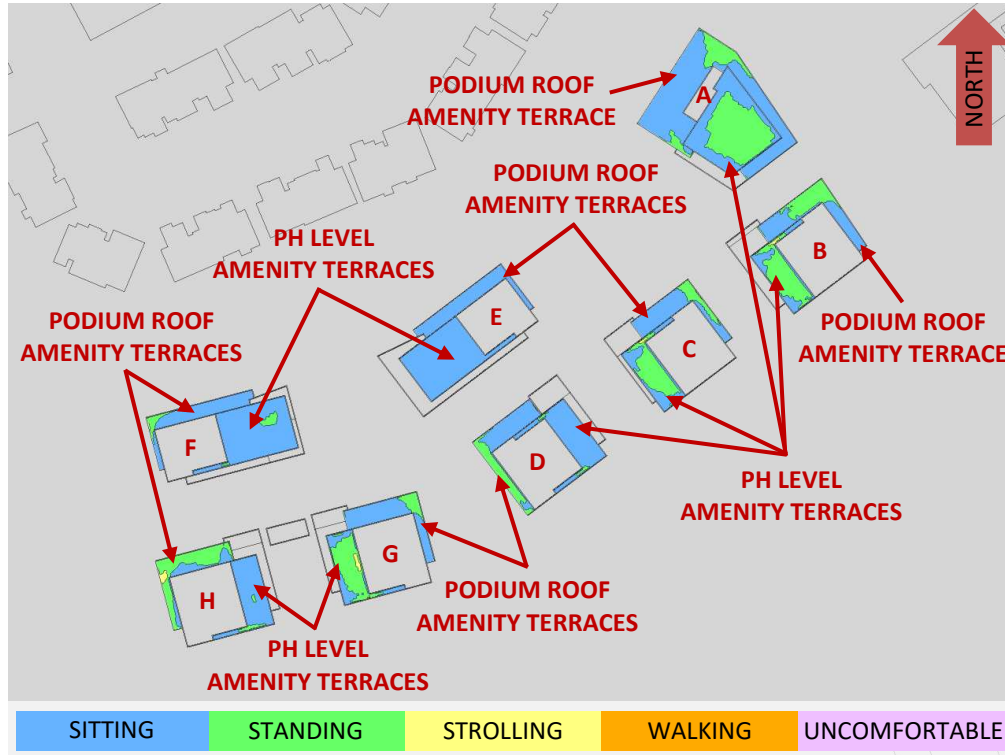 NORTH
PODIUM ROOF
AMENITY TERRACE
A
PODIUM ROOF
AMENITY TERRACES
B
PH LEVEL
AMENITY TERRACES
E
PODIUM ROOF
AMENITY TERRACES
PODIUM ROOF
AMENITY TERRACE
C
F
D
PH LEVEL
AMENITY TERRACES
G
H
PODIUM ROOF
AMENITY TERRACES
PH LEVEL
AMENITY TERRACES
SITTING
STANDING
STROLLING
WALKING
UNCOMFORTABLE